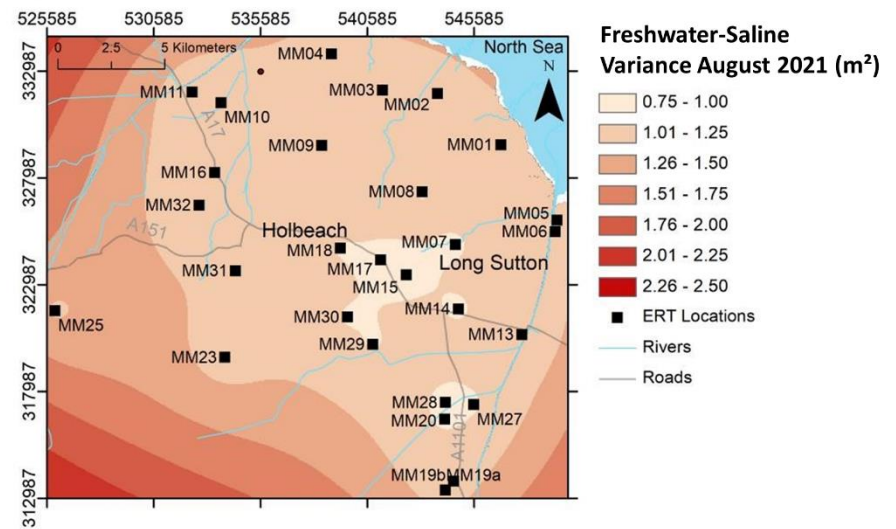 525585 530585 535585 540585 545585
332987
327987
322987
317987
312987
0 2.5 5 Kilometers
North Sea
N
MM04
MM11
MM10
MM03
MM02
A17
MM09
MM01
MM16
MM08
MM32
MM05
MM06
A151
Holbeach
MM18
MM07
MM17
Long Sutton
MM31
MM15
MM25
MM30
MM14
MM13
MM29
MM23
MM28
MM20
MM27
A1101
MM19bMM19a
Freshwater-Saline
Variance August 2021 (m²)
0.75 - 1.00
1.01 - 1.25
1.26 - 1.50
1.51 - 1.75
1.76 - 2.00
2.01 - 2.25
2.26 - 2.50
ERT Locations
Rivers
Roads